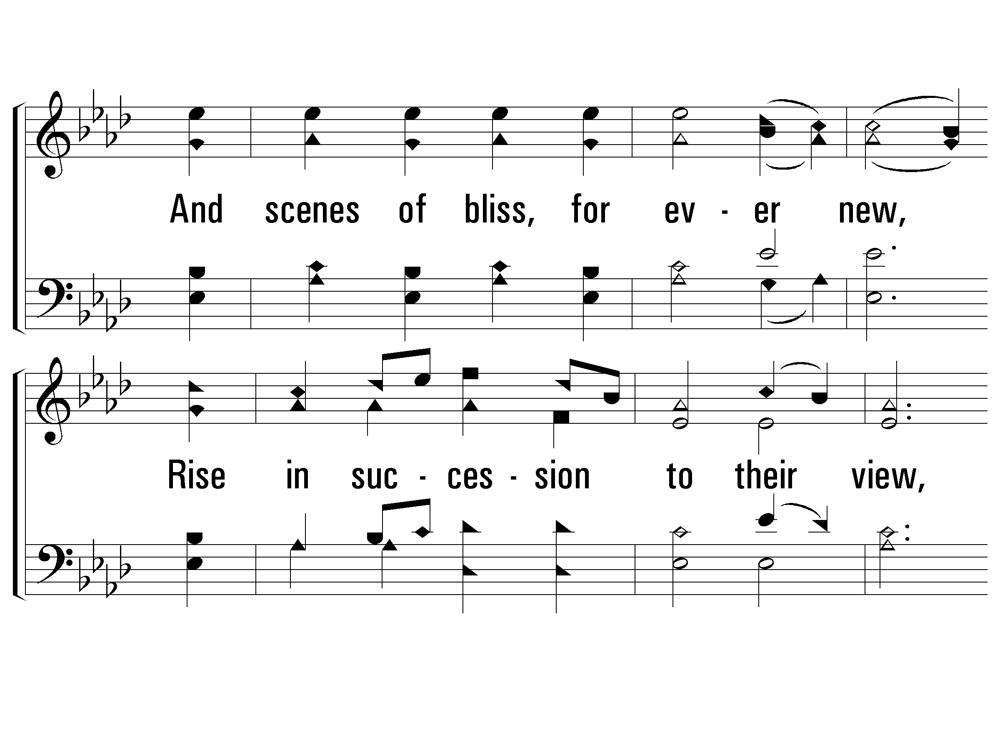 And scenes of bliss, for ev - er new,
Rise in suc - ces - sion to their view,